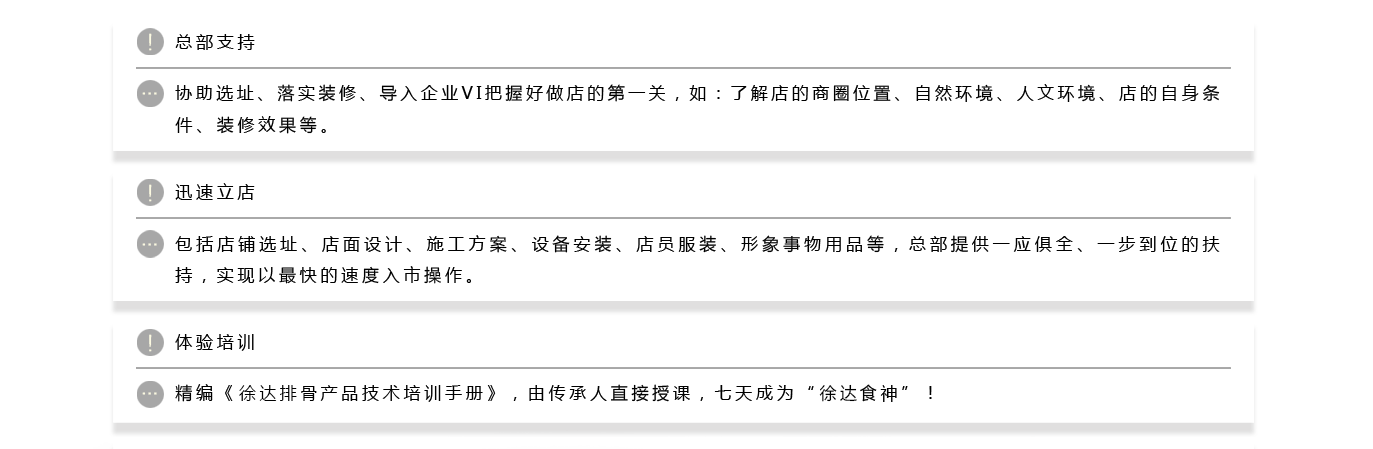 总部支持
协助选址、落实装修、导入企业VI把握好做店的第一关，如：了解店的商圈位置、自然环境、人文环境、店的自身条
件、装修效果等。
迅速立店
包括店铺选址、店面设计、施工方案、设备安装、店员服装、形象事物用品等，总部提供一应俱全、一步到位的扶
持，实现以最快的速度入市操作。
体验培训
精编《徐达排骨产品技术培训手册》，由传承人直接授课，七天成为“徐达食神”！